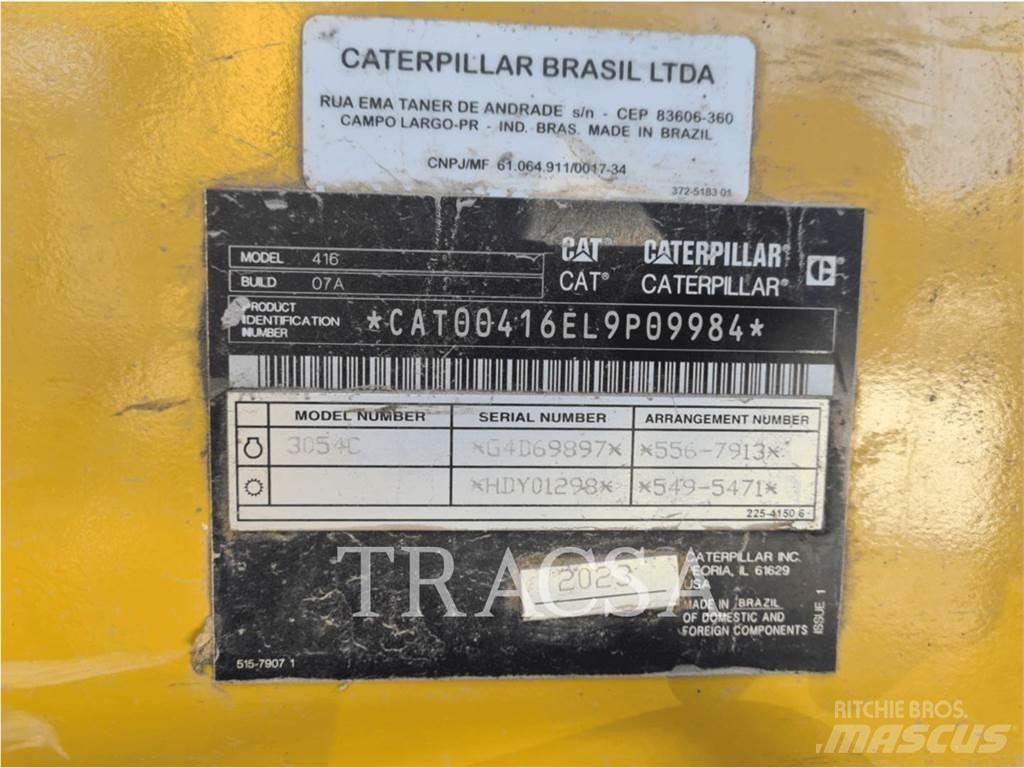 CATERPILLAR BRASIL LTDA
RUA EMA TANER DE ANDRADE s/n - CEP 83606-360
CAMPO LARGO-PR - IND. BRAS. MADE IN BRAZIL
CNPJ/MF 61.064.911/0017-34
372-5183 01
MODEL 416
BUILD 07A
CAT CATERPILLAR®
CAT® CATERPILLAR® C
PRODUCT
IDENTIFICATION
NUMBER
*CAT00416EL9P09984*
MODEL NUMBER SERIAL NUMBER ARRANGEMENT NUMBER
3054C *G4D69897* *556-7913*
*HDY01298* *549-5471*
225-4150 6
TRACSA
2023
CATERPILLAR INC.
PEORIA, IL 61629
USA
MADE IN BRAZIL
OF DOMESTIC AND
FOREIGN COMPONENTS
ISSUE 1
515-7907 1
RITCHIE BROS.
MASCUS